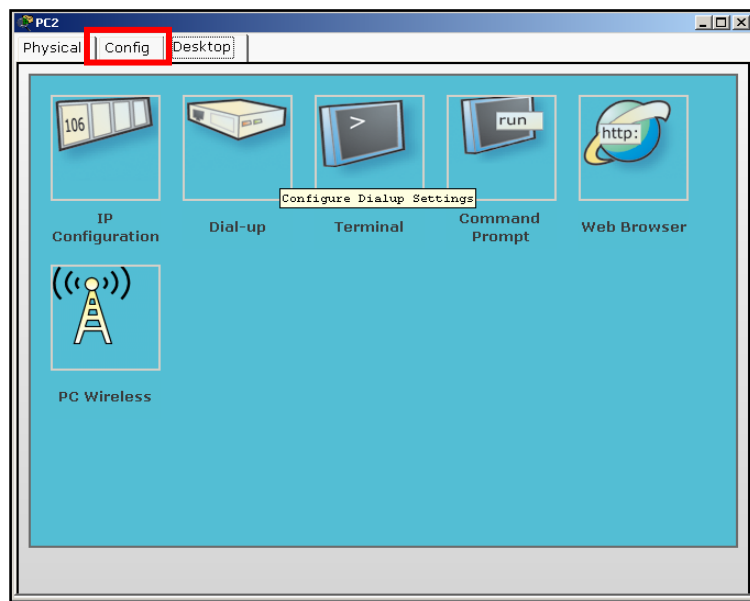 PC2
Physical Config Desktop
106
>
run
http:
Configure Dialup Settings
IP
Configuration
Dial-up
Terminal
Command
Prompt
Web Browser
PC Wireless